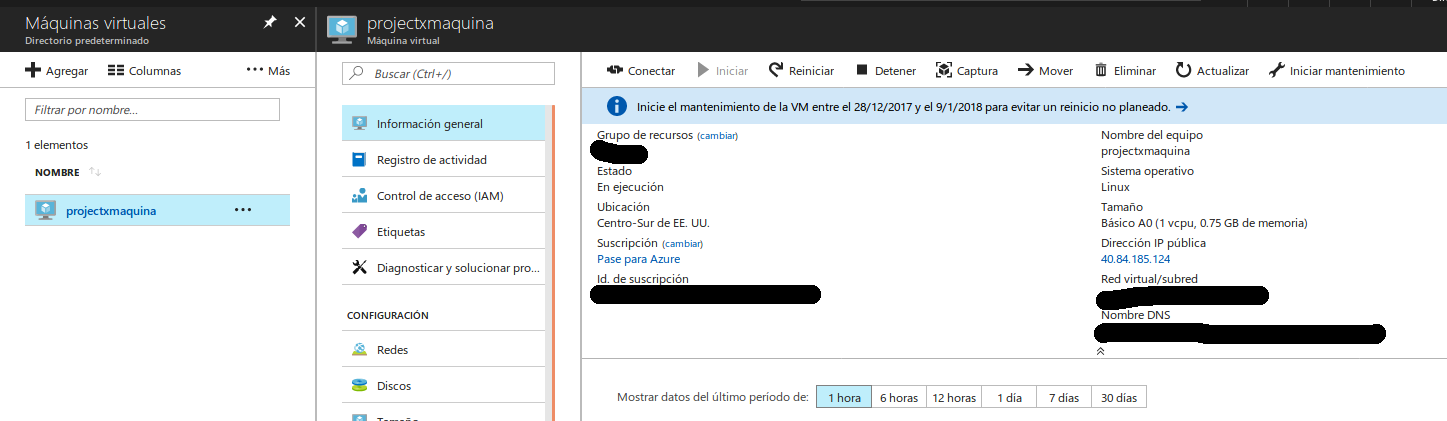 Máquinas virtuales
Directorio predeterminado
Agregar
Columnas
Más
Filtrar por nombre...
1 elementos
NOMBRE
projectxmaquina
projectxmaquina
Máquina virtual
Buscar (Ctrl+/)
Información general
Registro de actividad
Control de acceso (IAM)
Etiquetas
Diagnosticar y solucionar pro...
CONFIGURACIÓN
Redes
Discos
Tamaño
Conectar
Iniciar
Reiniciar
Detener
Captura
Mover
Eliminar
Actualizar
Iniciar mantenimiento
Inicie el mantenimiento de la VM entre el 28/12/2017 y el 9/1/2018 para evitar un reinicio no planeado.
Grupo de recursos (cambiar)
Estado
En ejecución
Ubicación
Centro-Sur de EE. UU.
Suscripción (cambiar)
Pase para Azure
Id. de suscripción
Nombre del equipo
projectxmaquina
Sistema operativo
Linux
Tamaño
Básico A0 (1 vcpu, 0.75 GB de memoria)
Dirección IP pública
40.84.185.124
Red virtual/subred
Nombre DNS
Mostrar datos del último período de:
1 hora
6 horas
12 horas
1 día
7 días
30 días